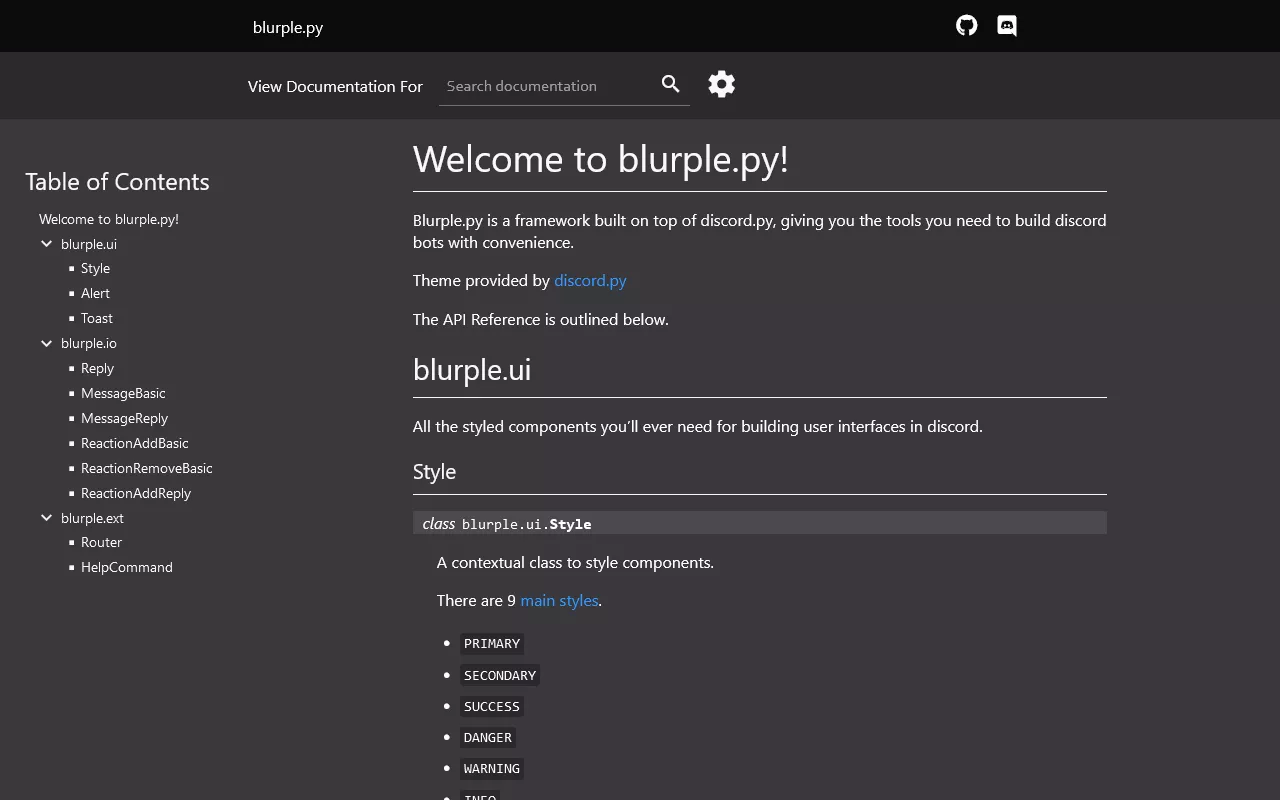 blurple.py
View Documentation For
Search documentation
Table of Contents
Welcome to blurple.py!
blurple.ui
Style
Alert
Toast
blurple.io
Reply
MessageBasic
MessageReply
ReactionAddBasic
ReactionRemoveBasic
ReactionAddReply
blurple.ext
Router
HelpCommand
Welcome to blurple.py!
Blurple.py is a framework built on top of discord.py, giving you the tools you need to build discord
bots with convenience.
Theme provided by discord.py
The API Reference is outlined below.
blurple.ui
All the styled components you’ll ever need for building user interfaces in discord.
Style
class blurple.ui.Style
A contextual class to style components.
There are 9 main styles.
PRIMARY
SECONDARY
SUCCESS
DANGER
WARNING
INFO